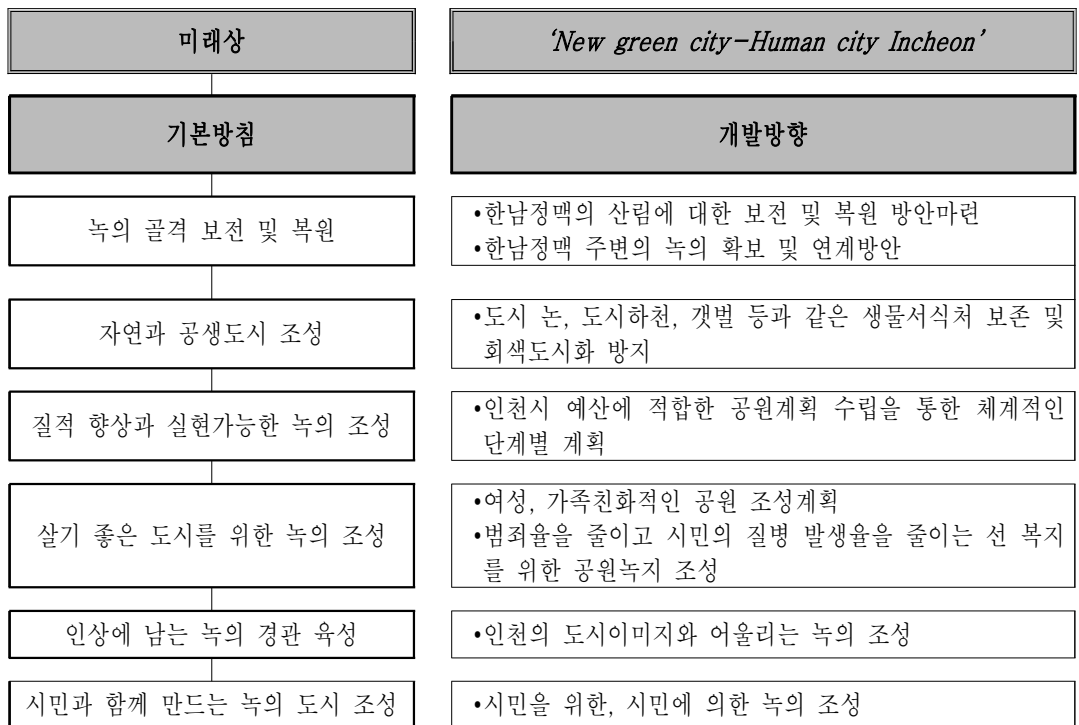 미래상
‘New green city-Human city Incheon’
기본방침
개발방향
녹의 골격 보전 및 복원
•한남정맥의 산림에 대한 보전 및 복원 방안마련
•한남정맥 주변의 녹의 확보 및 연계방안
자연과 공생도시 조성
•도시 논, 도시하천, 갯벌 등과 같은 생물서식처 보존 및
회색도시화 방지
질적 향상과 실현가능한 녹의 조성
•인천시 예산에 적합한 공원계획 수립을 통한 체계적인
단계별 계획
살기 좋은 도시를 위한 녹의 조성
•여성, 가족친화적인 공원 조성계획
•범죄율을 줄이고 시민의 질병 발생율을 줄이는 선 복지
를 위한 공원녹지 조성
인상에 남는 녹의 경관 육성
•인천의 도시이미지와 어울리는 녹의 조성
시민과 함께 만드는 녹의 도시 조성
•시민을 위한, 시민에 의한 녹의 조성